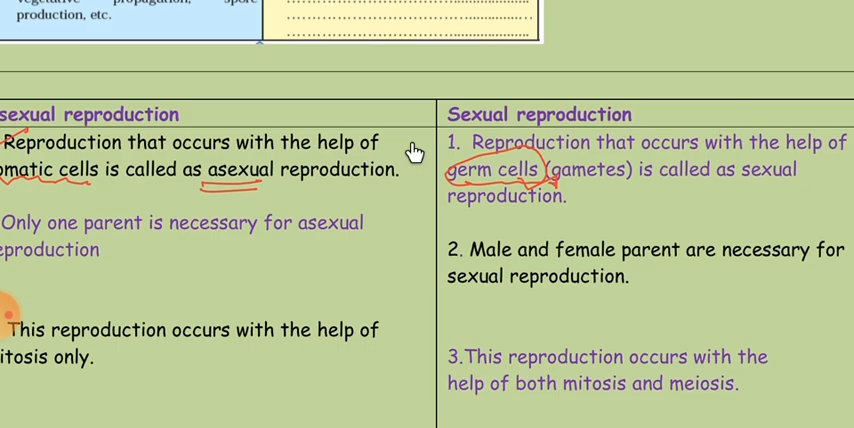 vegetative propagation, spore
production, etc.
sexual reproduction
Reproduction that occurs with the help of
omatic cells is called as asexual reproduction.
Only one parent is necessary for asexual
eproduction
This reproduction occurs with the help of
itosis only.
Sexual reproduction
1. Reproduction that occurs with the help of
germ cells (gametes) is called as sexual
reproduction.
2. Male and female parent are necessary for
sexual reproduction.
3.This reproduction occurs with the
help of both mitosis and meiosis.